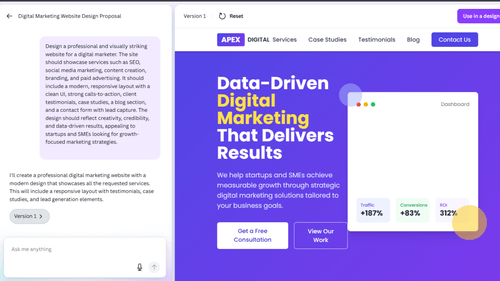 Digital Marketing Website Design Proposal
Design a professional and visually striking
website for a digital marketer. The site
should showcase services such as SEO,
social media marketing, content creation,
branding, and paid advertising. It should
include a modern, responsive layout with a
clean UI, strong calls-to-action, client
testimonials, case studies, a blog section,
and a contact form with lead capture. The
design should reflect creativity, credibility,
and data-driven results, appealing to
startups and SMEs looking for growth-
focused marketing strategies.
I'll create a professional digital marketing website with a
modern design that showcases all the requested services.
This will include a responsive layout with testimonials, case
studies, and lead generation elements.
Version 1
Ask me anything
Version 1 Reset Use in a design
APEX DIGITAL Services Case Studies Testimonials Blog Contact Us
Data-Driven
Digital
Marketing
That Delivers
Results
We help startups and SMEs achieve
measurable growth through strategic
digital marketing solutions tailored to
your business goals.
Get a Free
Consultation
View Our
Work
Dashboard
Traffic
+187%
Conversions
+83%
ROI
312%